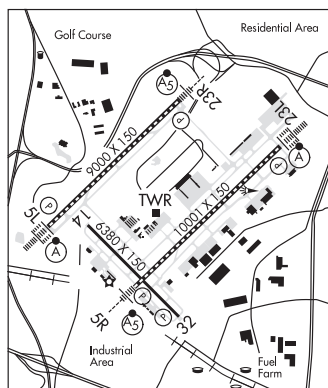 Golf Course
Residential Area
A5
23R
23L
P
P
9000 X 150
A
P
5L
TWR
10001 X 150
14
6380 X 150
A
P
P
5R
A5
32
Industrial
Area
Fuel
Farm